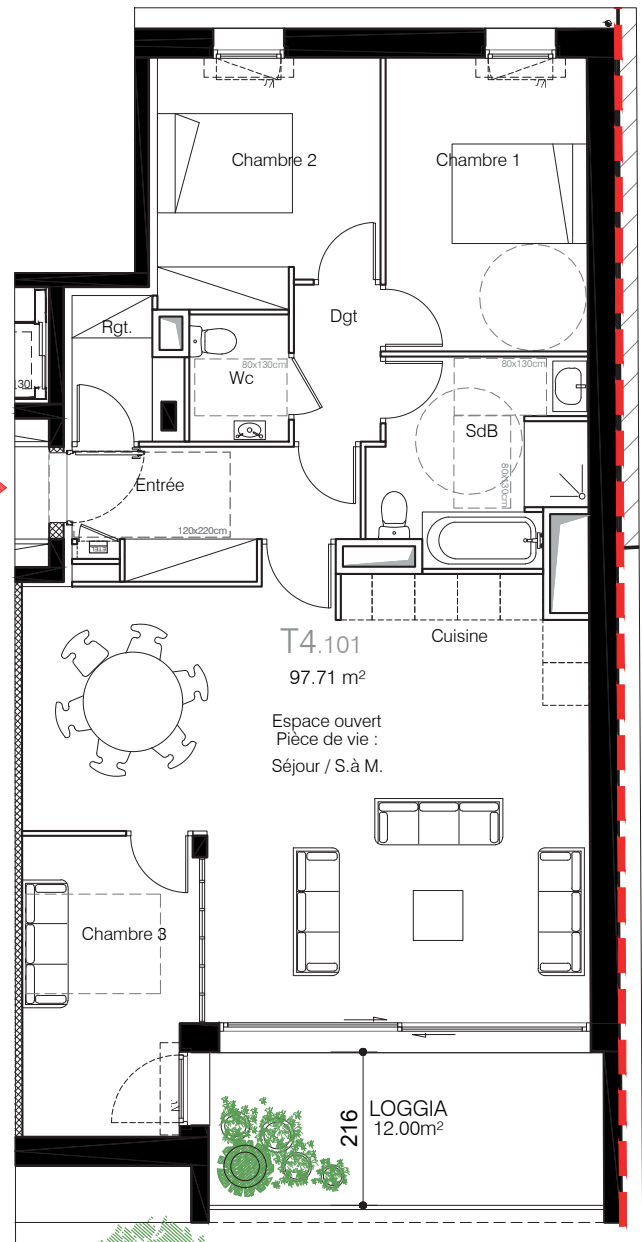 Chambre 2
Chambre 1
Rgt.
Dgt
80x130cm
80x130cm
Wc
SdB
80x130cm
Entrée
120x220cm
T4.101
Cuisine
97.71 m²
Espace ouvert
Pièce de vie :
Séjour / S.à M.
Chambre 3
216
LOGGIA
12.00m²